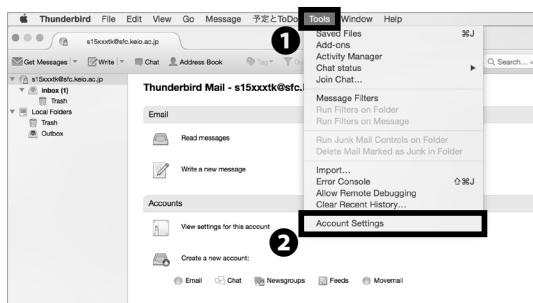 Thunderbird File Edit View Go Message 予定とToDo Tools Window Help
1
s15xxxtk@sfc.keio.ac.jp
Get Messages Write Chat Address Book Tag Search...
s15xxxtk@sfc.keio.ac.jp
Inbox (1)
Trash
Local Folders
Trash
Outbox
Thunderbird Mail - s15xxxtk@sfc.
Email
Read messages
Write a new message
Accounts
View settings for this account
2
Create a new account:
Email Chat Newsgroups Feeds Movemail
Saved Files ⌘J
Add-ons
Activity Manager
Chat status
Join Chat...
Message Filters
Run Filters on Folder
Run Filters on Message
Run Junk Mail Controls on Folder
Delete Mail Marked as Junk in Folder
Import...
Error Console ⇧⌘J
Allow Remote Debugging
Clear Recent History...
Account Settings